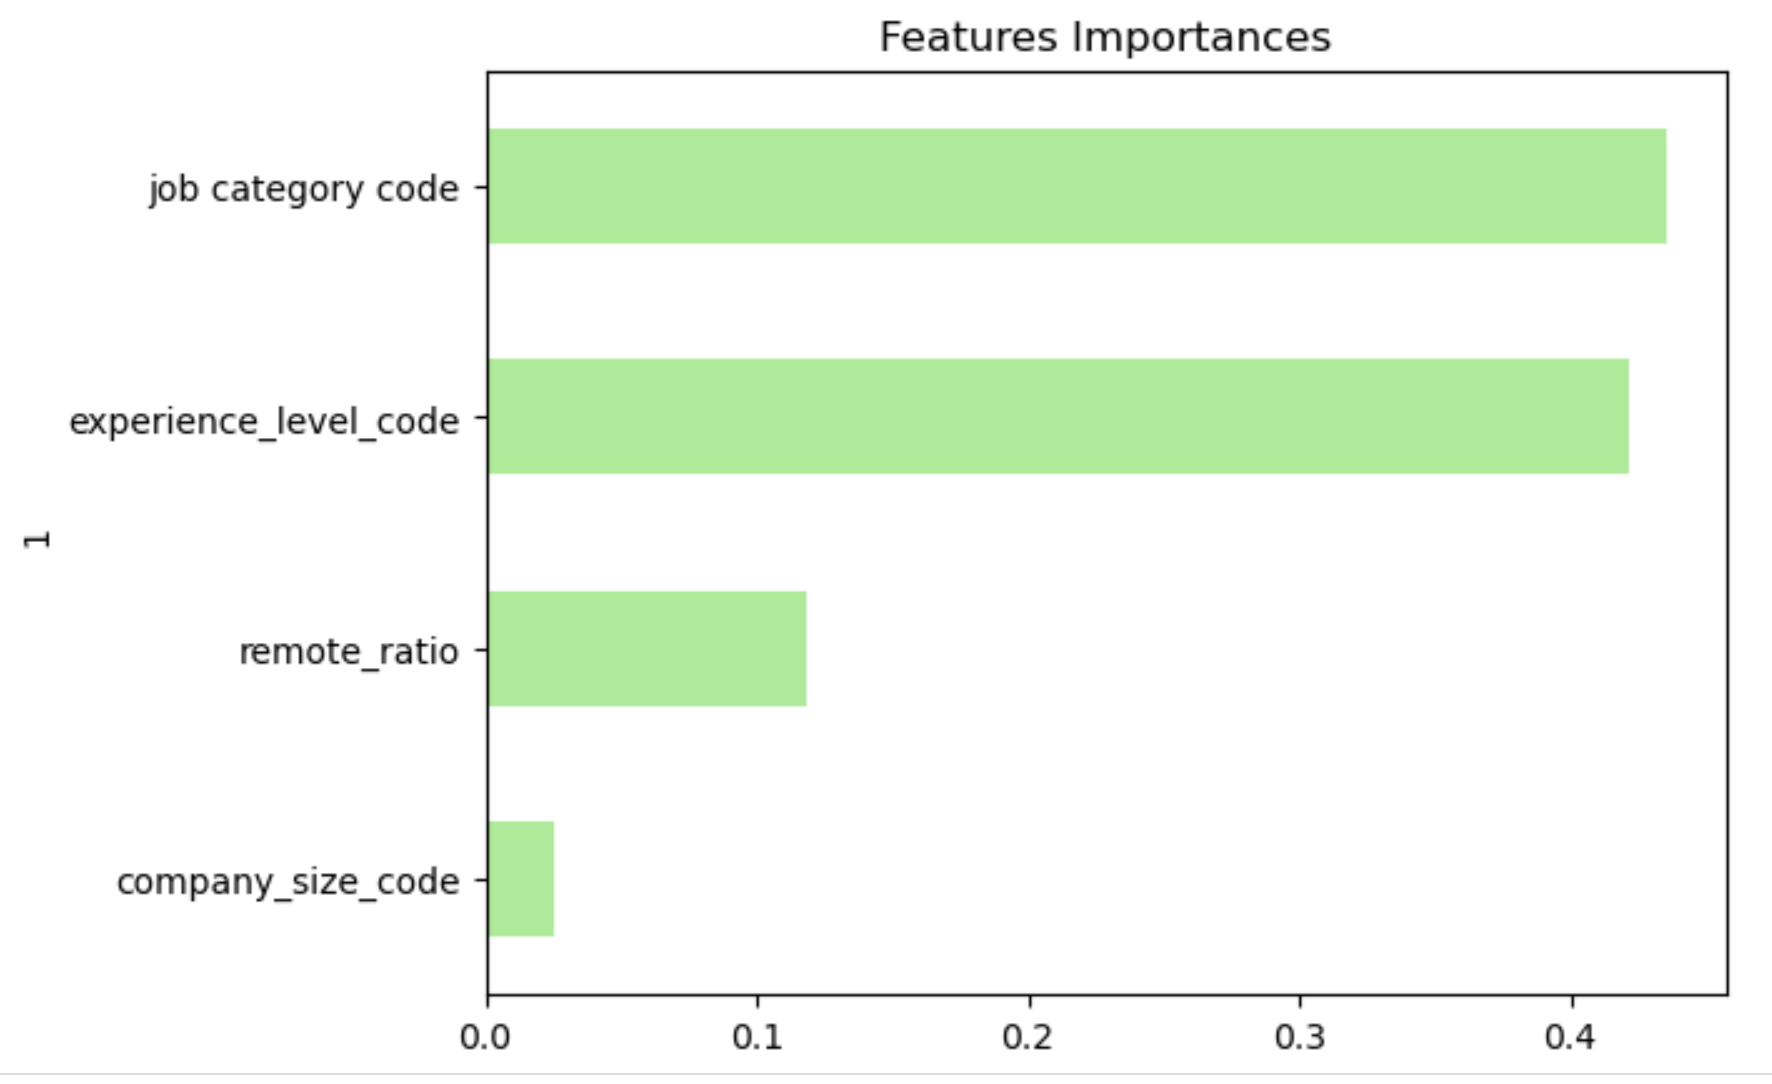 Features Importances
job category code
experience_level_code
1
remote_ratio
company_size_code
0.0 0.1 0.2 0.3 0.4